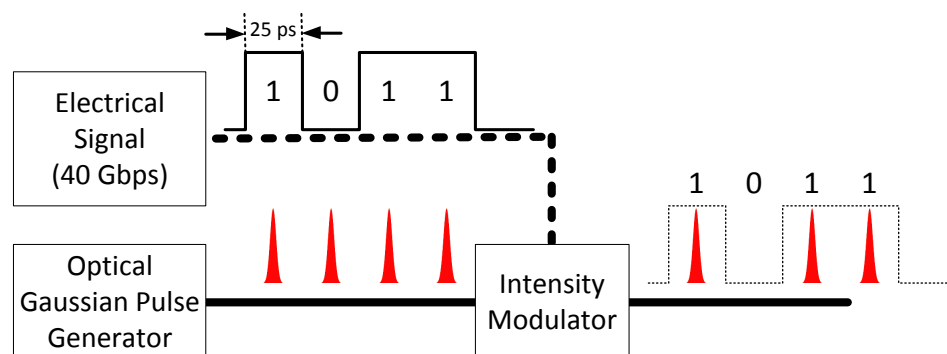 25 ps
1 0 1 1
Electrical
Signal
(40 Gbps)
1 0 1 1
Optical
Gaussian Pulse
Generator
Intensity
Modulator